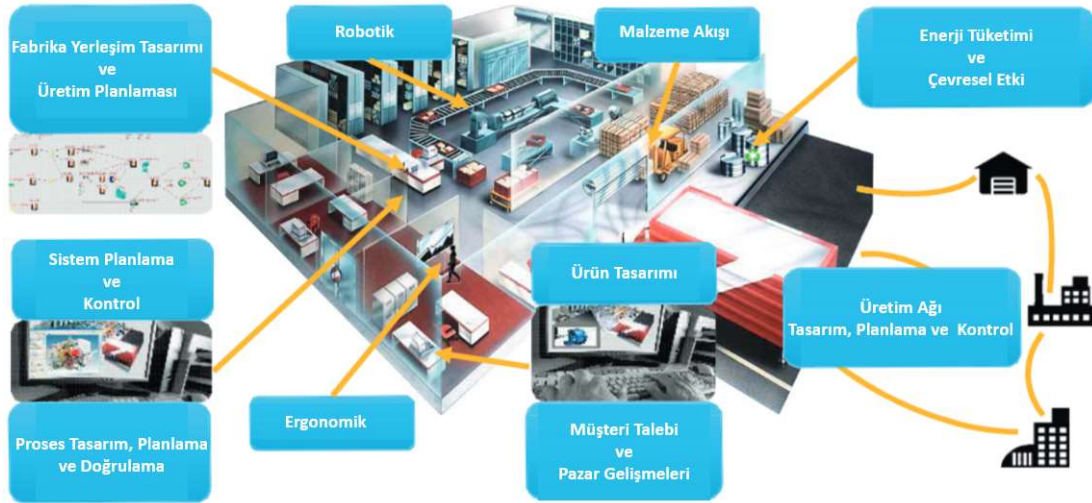 Fabrika Yerleşim Tasarımı
ve
Üretim Planlaması
Robotik
Malzeme Akışı
Enerji Tüketimi
ve
Çevresel Etki
Sistem Planlama
ve
Kontrol
Ürün Tasarımı
Üretim Ağı
Tasarım, Planlama ve Kontrol
Ergonomik
Proses Tasarım, Planlama
ve Doğrulama
Müşteri Talebi
ve
Pazar Gelişmeleri